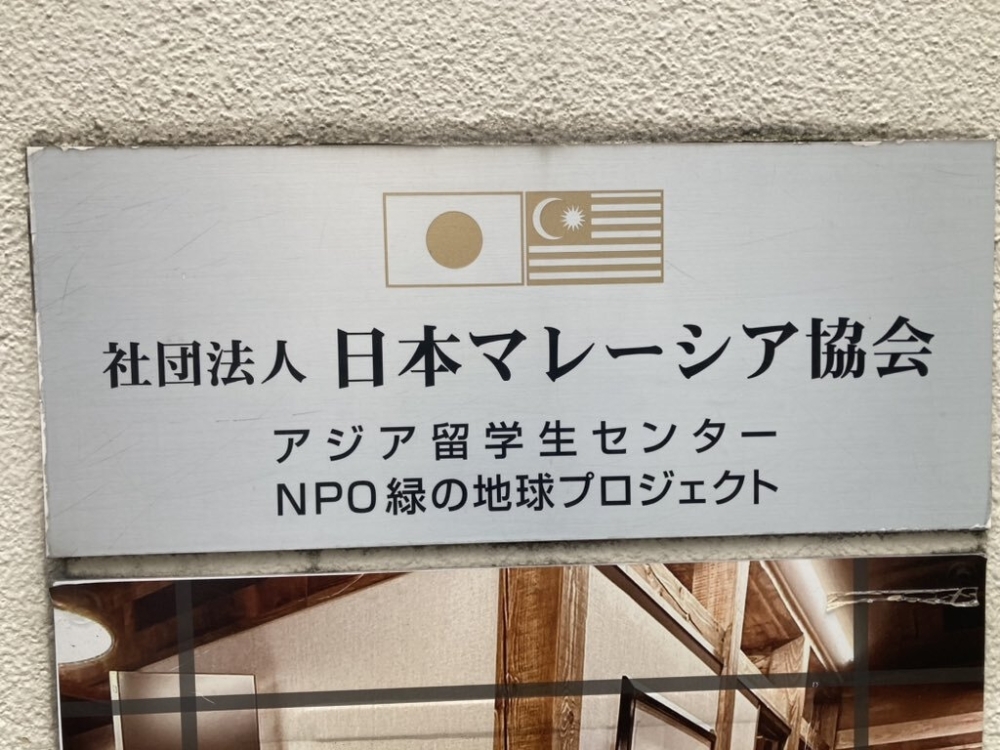 社団法人 日本マレーシア協会
アジア留学生センター
NPO緑の地球プロジェクト